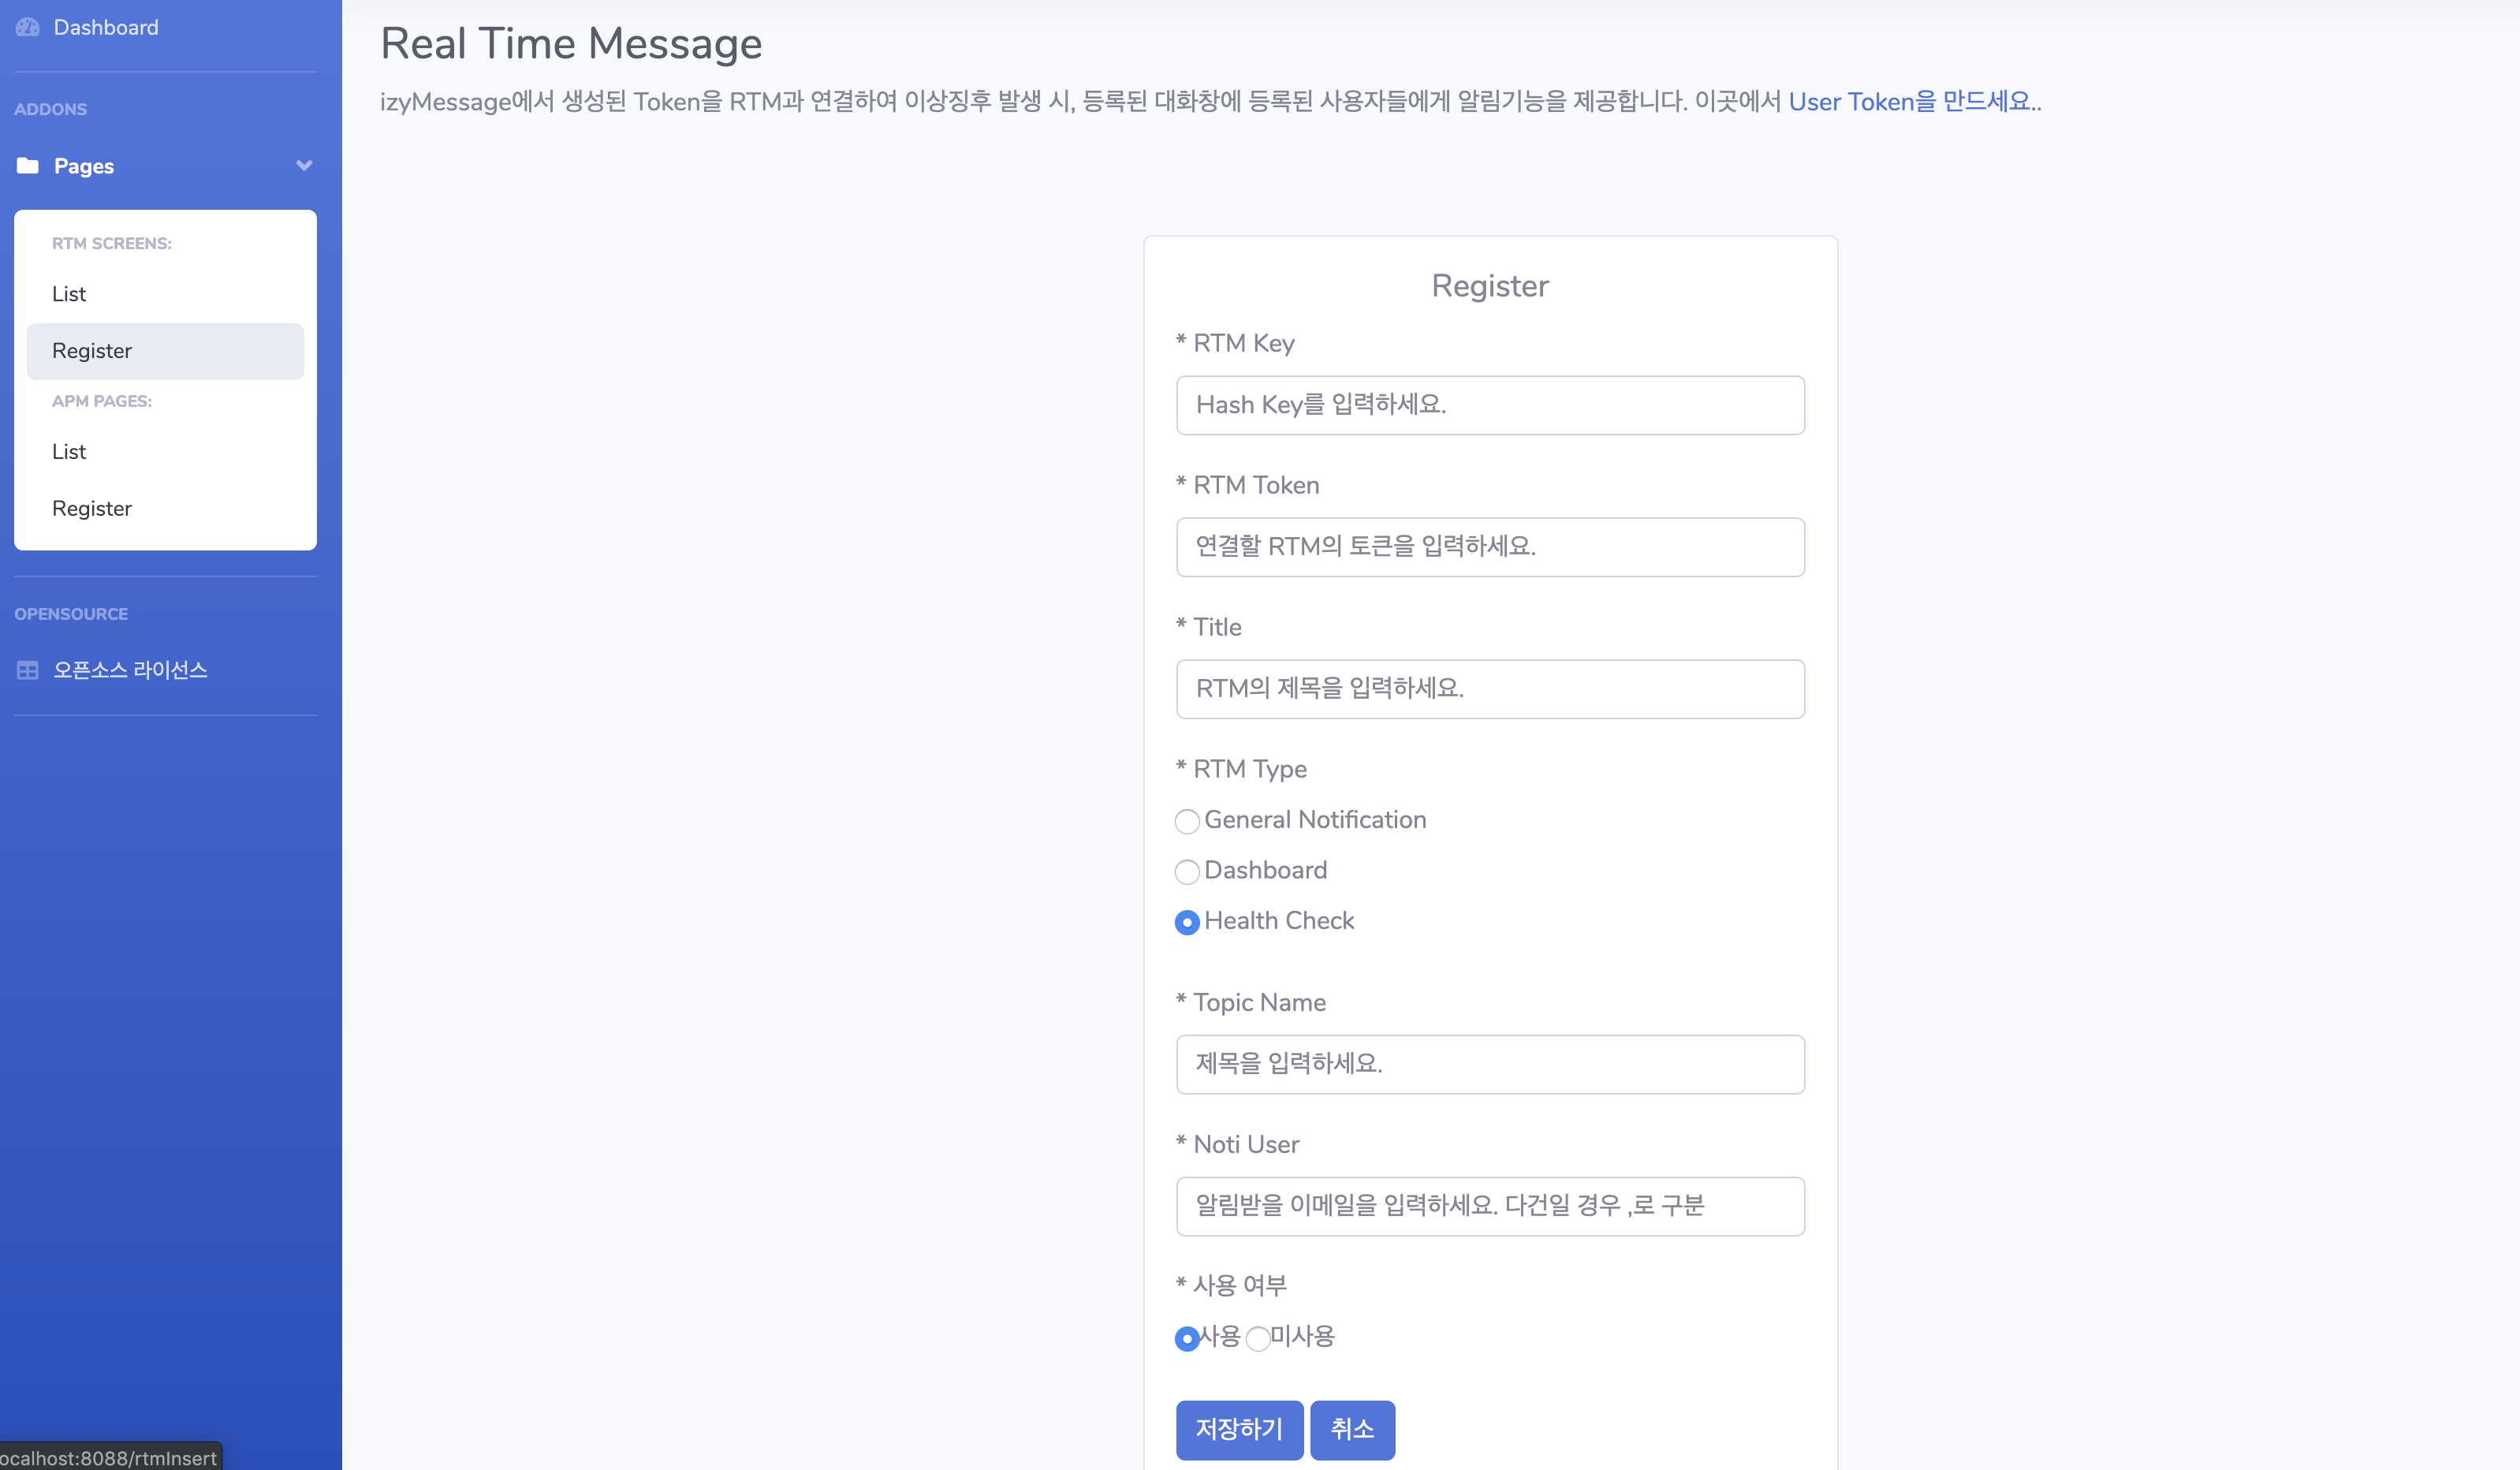 Dashboard
ADDONS
Pages
RTM SCREENS:
List
Register
APM PAGES:
List
Register
OPENSOURCE
오픈소스 라이선스
ocalhost:8088/rtmInsert
Real Time Message
izyMessage에서 생성된 Token을 RTM과 연결하여 이상징후 발생 시, 등록된 대화창에 등록된 사용자들에게 알림기능을 제공합니다. 이곳에서 User Token을 만드세요..
Register
* RTM Key
Hash Key를 입력하세요.
* RTM Token
연결할 RTM의 토큰을 입력하세요.
* Title
RTM의 제목을 입력하세요.
* RTM Type
General Notification
Dashboard
Health Check
* Topic Name
제목을 입력하세요.
* Noti User
알림받을 이메일을 입력하세요. 다건일 경우 ,로 구분
* 사용 여부
사용 미사용
저장하기 취소